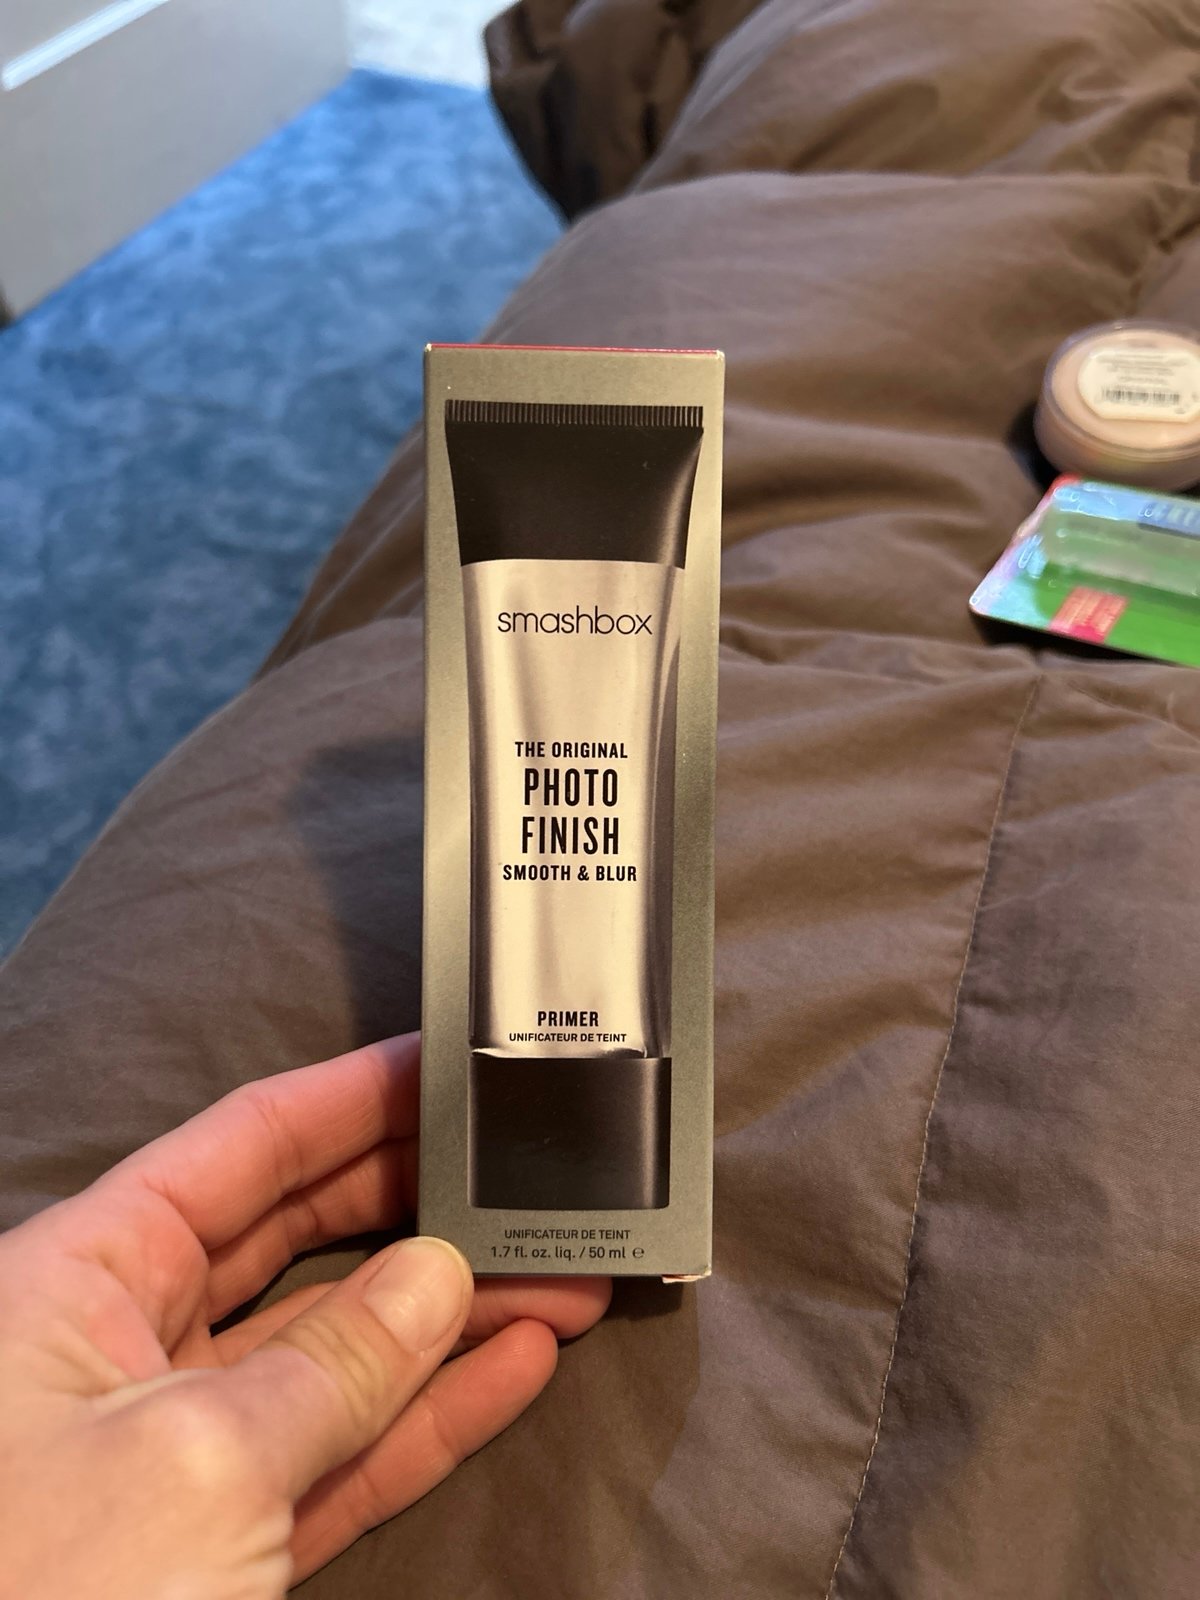 smashbox
THE ORIGINAL
PHOTO
FINISH
SMOOTH & BLUR
PRIMER
UNIFICATEUR DE TEINT
UNIFICATEUR DE TEINT
1.7 fl. oz. liq. / 50 ml ℮